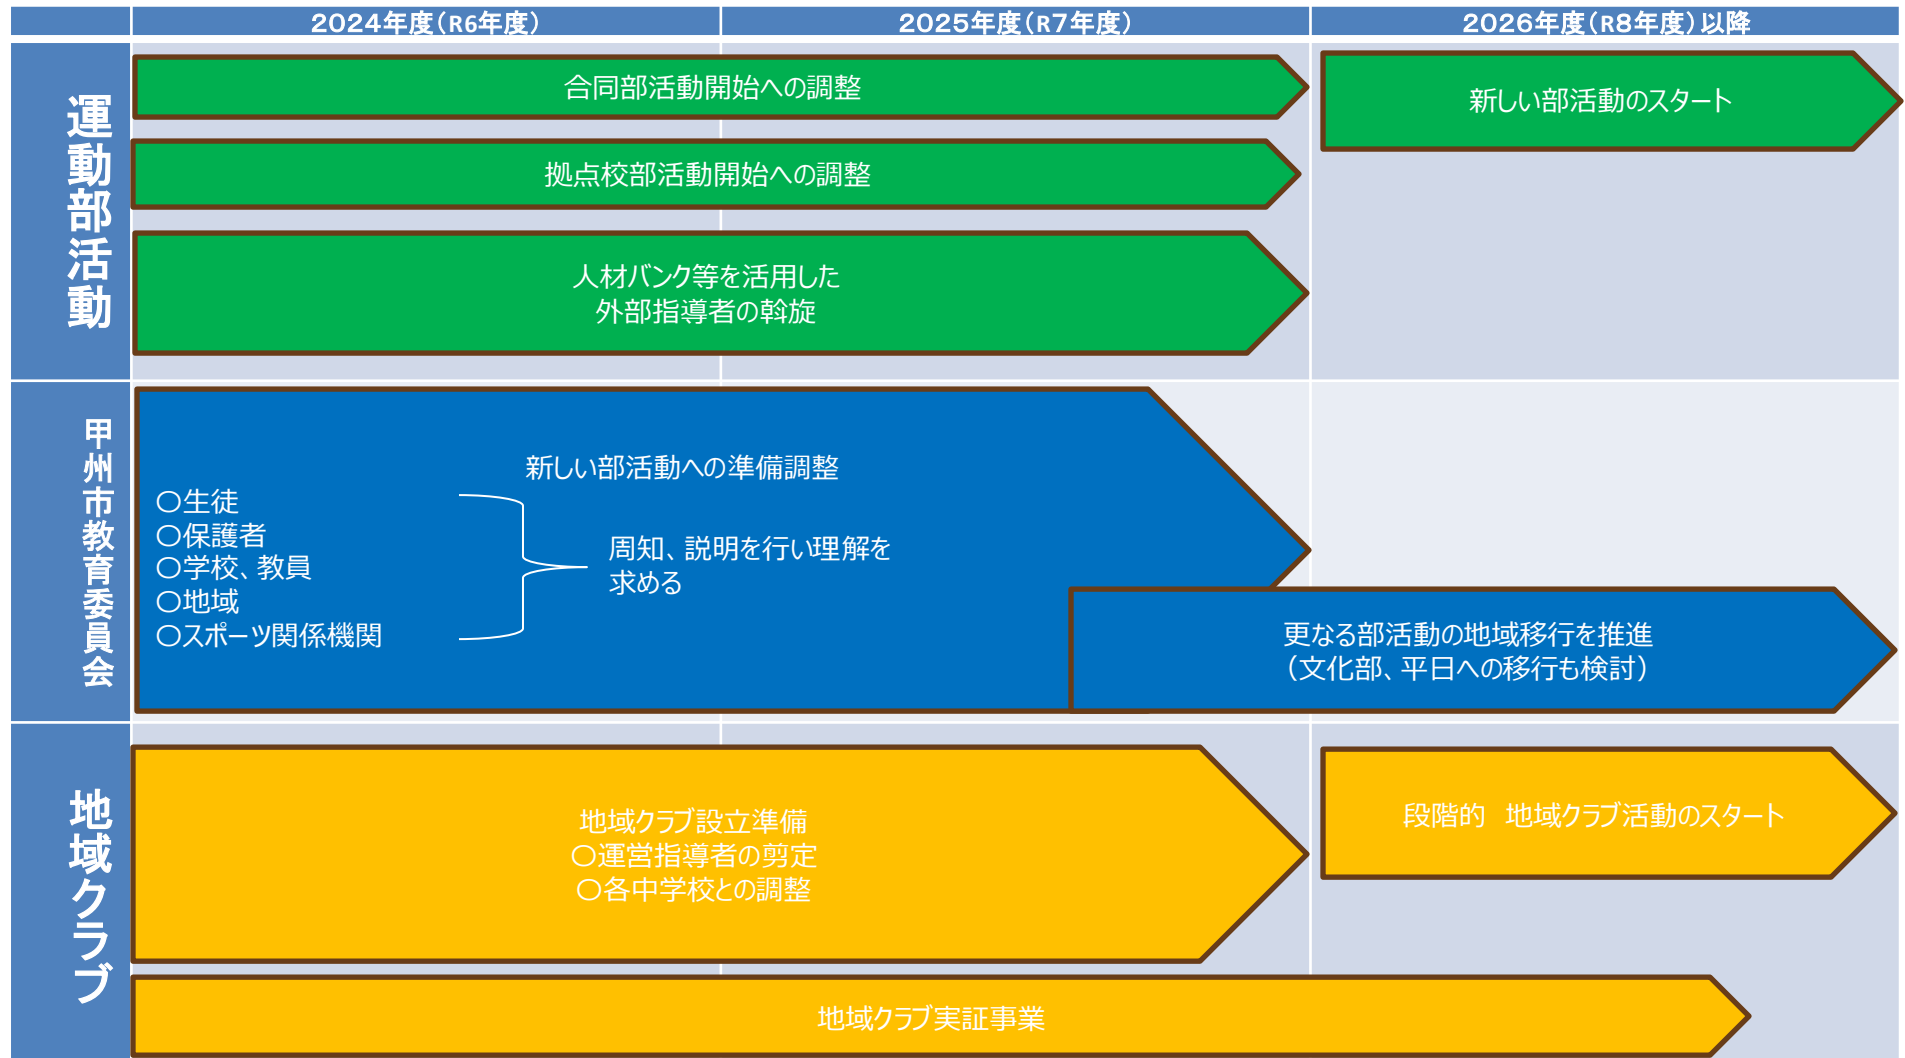 2024年度（R6年度）
2025年度（R7年度）
2026年度（R8年度）以降
運動部活動
合同部活動開始への調整
新しい部活動のスタート
拠点校部活動開始への調整
人材バンク等を活用した
外部指導者の斡旋
甲州市教育委員会
新しい部活動への準備調整
〇生徒
〇保護者
〇学校、教員
〇地域
〇スポーツ関係機関
周知、説明を行い理解を
求める
更なる部活動の地域移行を推進
（文化部、平日への移行も検討）
地域クラブ
地域クラブ設立準備
〇運営指導者の剪定
〇各中学校との調整
段階的　地域クラブ活動のスタート
地域クラブ実証事業